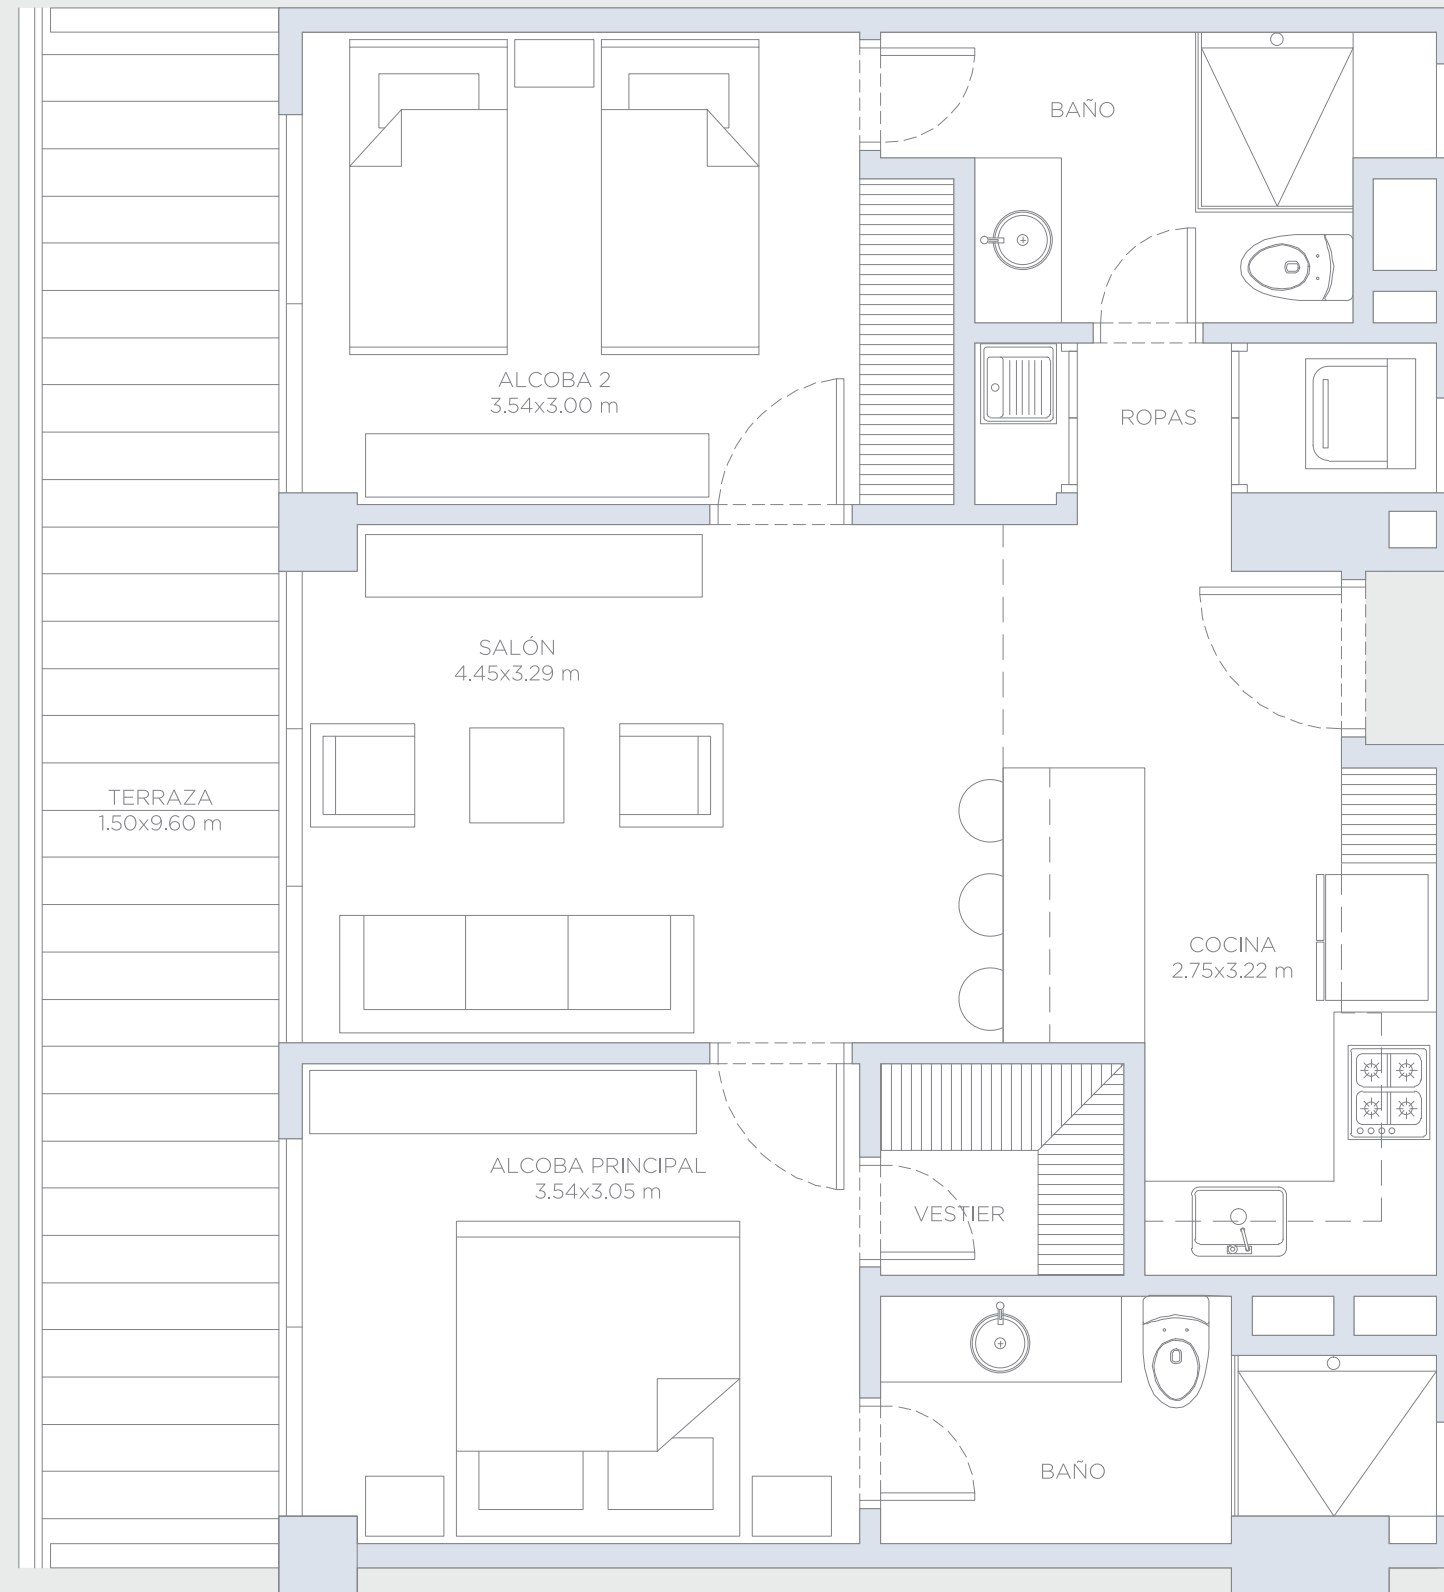 BAÑO
ALCOBA 2
3.54x3.00 m
ROPAS
SALÓN
4.45x3.29 m
TERRAZA
1.50x9.60 m
COCINA
2.75x3.22 m
ALCOBA PRINCIPAL
3.54x3.05 m
VESTIER
BAÑO